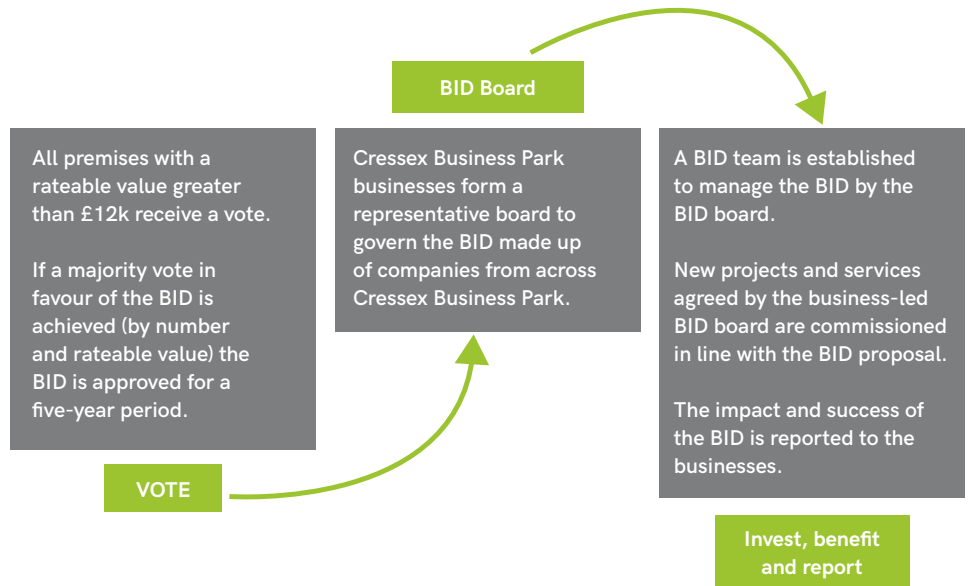 All premises with a
rateable value greater
than £12k receive a vote.
If a majority vote in
favour of the BID is
achieved (by number
and rateable value) the
BID is approved for a
five-year period.
VOTE
BID Board
Cressex Business Park
businesses form a
representative board to
govern the BID made up
of companies from across
Cressex Business Park.
A BID team is established
to manage the BID by the
BID board.
New projects and services
agreed by the business-led
BID board are commissioned
in line with the BID proposal.
The impact and success of
the BID is reported to the
businesses.
Invest, benefit
and report